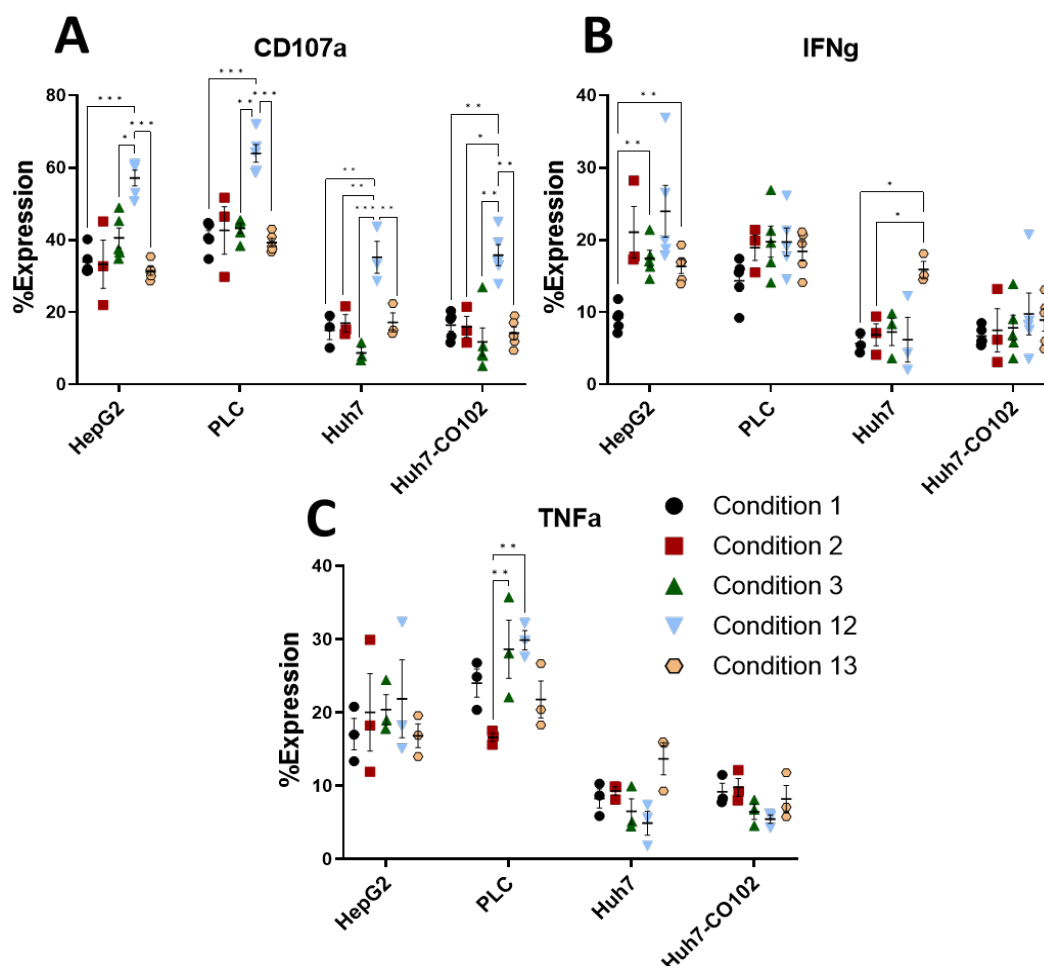 A
CD107a
%Expression
80
60
40
20
0
* * *
* * *
*
* * *
* *
* * *
* *
* *
* * * * * *
* *
*
* *
* *
HepG2
PLC
Huh7
Huh7-CO102
B
IFNg
%Expression
40
30
20
10
0
* *
* *
*
*
HepG2
PLC
Huh7
Huh7-CO102
C
TNFa
%Expression
40
30
20
10
0
* *
* *
HepG2
PLC
Huh7
Huh7-CO102
Condition 1
Condition 2
Condition 3
Condition 12
Condition 13